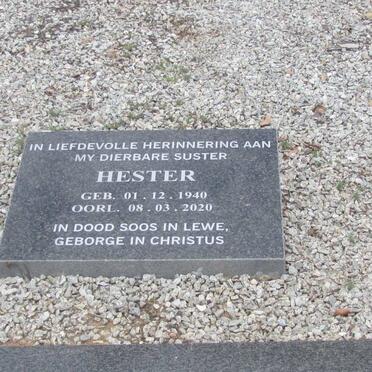 IN LIEFDEVOLLE HERINNERING AAN
MY DIERBARE SUSTER
HESTER
GEB. 01 . 12 . 1940
OORL. 08 . 03 . 2020
IN DOOD SOOS IN LEWE,
GEBORGE IN CHRISTUS